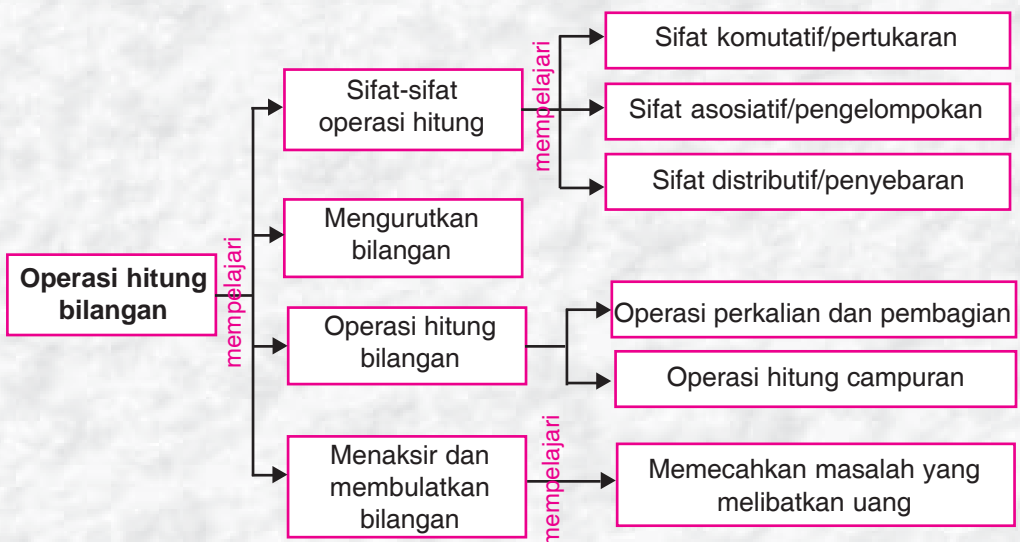 Operasi hitung
bilangan
mempelajari
Sifat-sifat
operasi hitung
mempelajari
Sifat komutatif/pertukaran
Sifat asosiatif/pengelompokan
Sifat distributif/penyebaran
Mengurutkan
bilangan
Operasi hitung
bilangan
Operasi perkalian dan pembagian
Operasi hitung campuran
Menaksir dan
membulatkan
bilangan
mempelajari
Memecahkan masalah yang
melibatkan uang